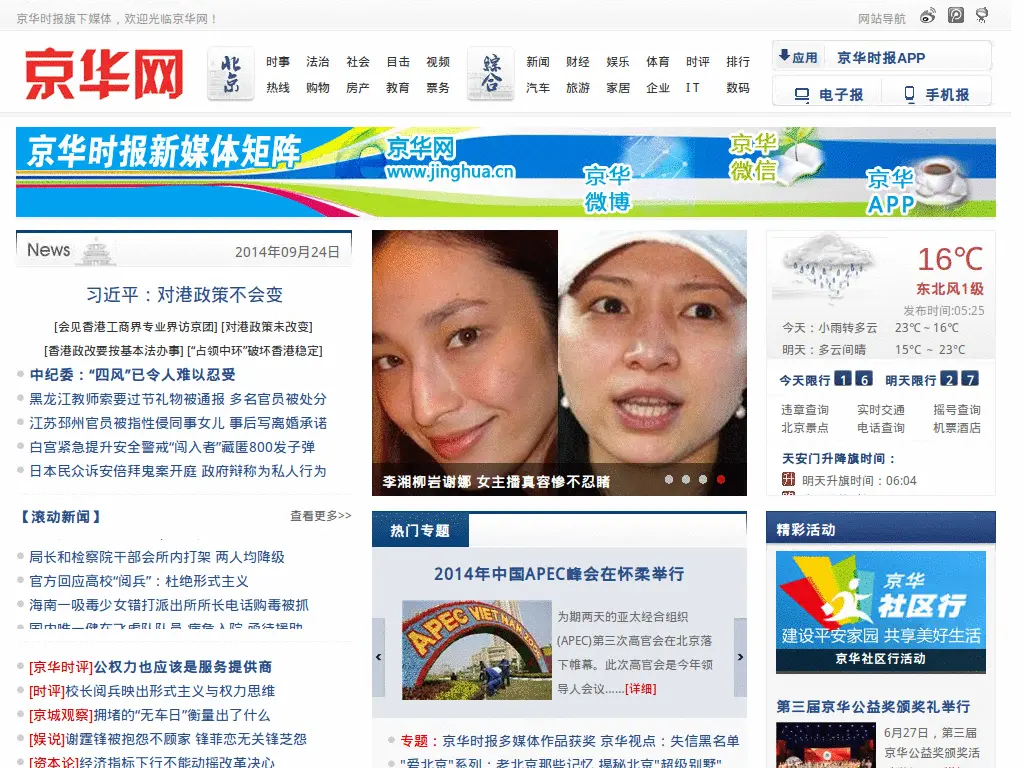 京华时报旗下媒体，欢迎光临京华网！
网站导航
京华网
北京
时事 法治 社会 目击 视频
热线 购物 房产 教育 票务
综合
新闻 财经 娱乐 体育 时评 排行
汽车 旅游 家居 企业 IT 数码
应用 京华时报APP
电子报 手机报
京华时报新媒体矩阵
京华网
www.jinghua.cn
京华
微博
京华
微信
京华
APP
News 2014年09月24日
习近平：对港政策不会变
[会见香港工商界专业界访京团] [对港政策未改变]
[香港政改要按基本法办事] [“占领中环”破坏香港稳定]
中纪委：“四风”已令人难以忍受
黑龙江教师索要过节礼物被通报 多名官员被处分
江苏邳州官员被指性侵同事女儿 事后写离婚承诺
白宫紧急提升安全警戒“闯入者”藏匿800发子弹
日本民众诉安倍拜鬼案开庭 政府辩称为私人行为
【滚动新闻】 查看更多>>
局长和检察院干部会所内打架 两人均降级
官方回应高校“阅兵”：杜绝形式主义
海南一吸毒少女错打派出所所长电话购毒被抓
[京华时评]公权力也应该是服务提供商
[时评]校长阅兵映出形式主义与权力思维
[京城观察]拥堵的“无车日”衡量出了什么
[娱说]谢霆锋被抱怨不顾家 锋菲恋无关锋芝怨
[资本论]经济指标下行不能动摇改革决心
李湘柳岩谢娜 女主播真容惨不忍睹
热门专题
2014年中国APEC峰会在怀柔举行
APEC VIETNAM 200
为期两天的亚太经合组织
(APEC)第三次高官会在北京落
下帷幕。此次高官会是今年领
导人会议……[详细]
专题：京华时报多媒体作品获奖 京华视点：失信黑名单
"爱北京"系列：老北京那些记忆 揭秘北京"超级别墅"
16℃
东北风1级
发布时间:05:25
今天：小雨转多云 23℃ ~ 16℃
明天：多云间晴 15℃ ~ 23℃
今天限行 1 6 明天限行 2 7
违章查询 实时交通 摇号查询
北京景点 电话查询 机票酒店
天安门升降旗时间：
升 明天升旗时间：06:04
精彩活动
京华
社区行
建设平安家园 共享美好生活
京华社区行活动
第三届京华公益奖颁奖礼举行
6月27日，第三届
京华公益奖颁奖活